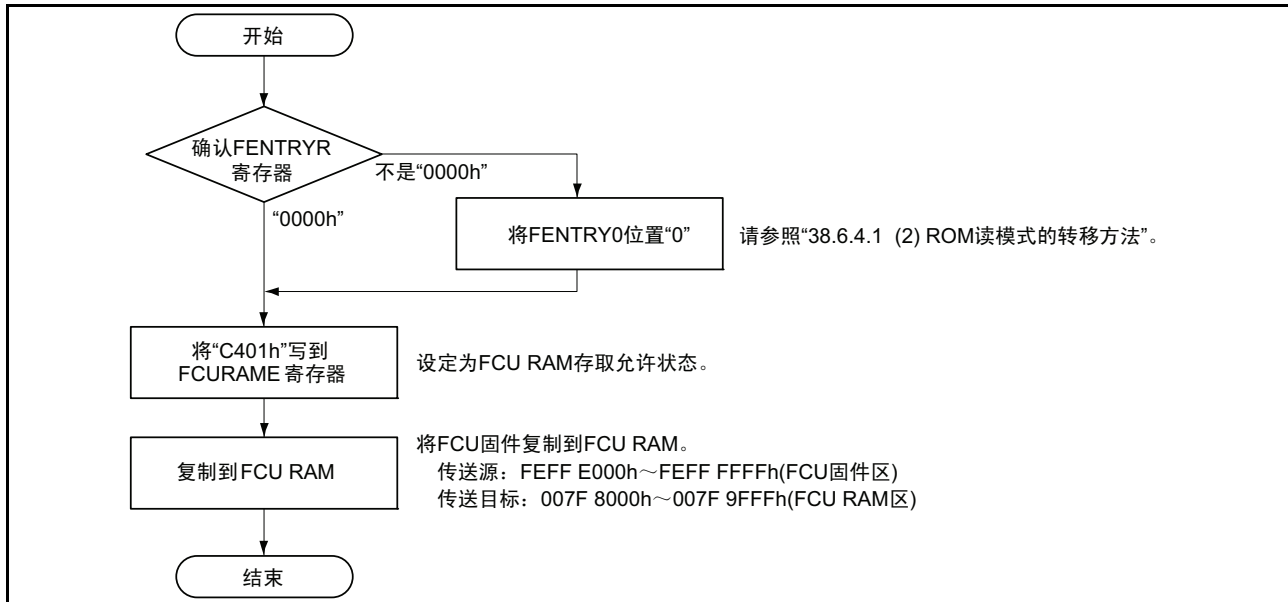 开始
确认FENTRYR
寄存器
不是“0000h”
“0000h”
将FENTRY0位置“0”
请参照“38.6.4.1 (2) ROM读模式的转移方法”。
将“C401h”写到
FCURAME 寄存器
设定为FCU RAM存取允许状态。
复制到FCU RAM
将FCU固件复制到FCU RAM。
传送源：FEFF E000h～FEFF FFFFh(FCU固件区)
传送目标：007F 8000h～007F 9FFFh(FCU RAM区)
结束